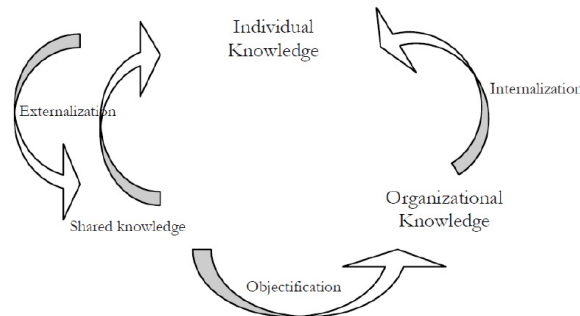 Individual
Knowledge
Internalization
Externalization
Organizational
Knowledge
Shared knowledge
Objectification